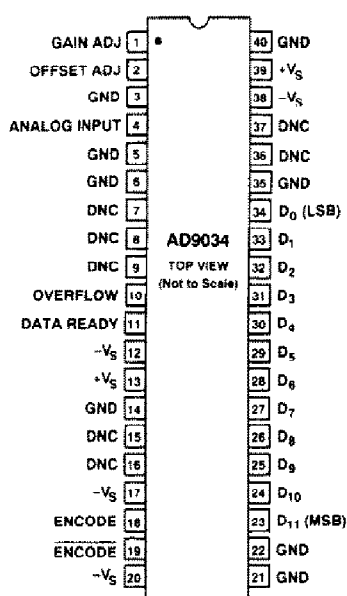 GAIN ADJ 1 40 GND
OFFSET ADJ 2 39 +VS
GND 3 38 −VS
ANALOG INPUT 4 37 DNC
GND 5 36 DNC
GND 6 35 GND
DNC 7 34 D0 (LSB)
DNC 8 AD9034 33 D1
DNC 9 TOP VIEW 32 D2
(Not to Scale)
OVERFLOW 10 31 D3
DATA READY 11 30 D4
−VS 12 29 D5
+VS 13 28 D6
GND 14 27 D7
DNC 15 26 D8
DNC 16 25 D9
−VS 17 24 D10
ENCODE 18 23 D11 (MSB)
ENCODE 19 22 GND
−VS 20 21 GND